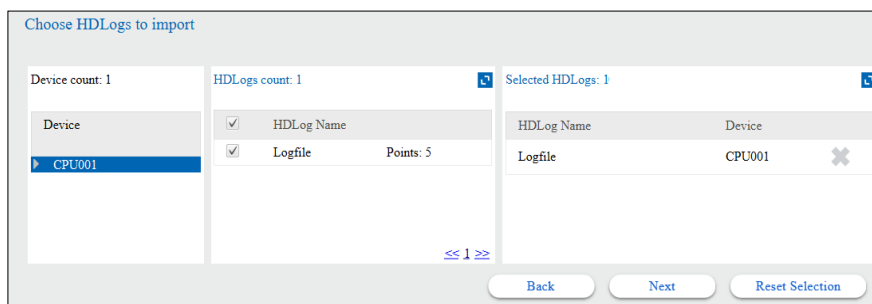 Choose HDLogs to import
Device count: 1
Device
CPU001
HDLogs count: 1
HDLog Name
Logfile Points: 5
<< 1 >>
Selected HDLogs: 1
HDLog Name Device
Logfile CPU001
Back Next Reset Selection